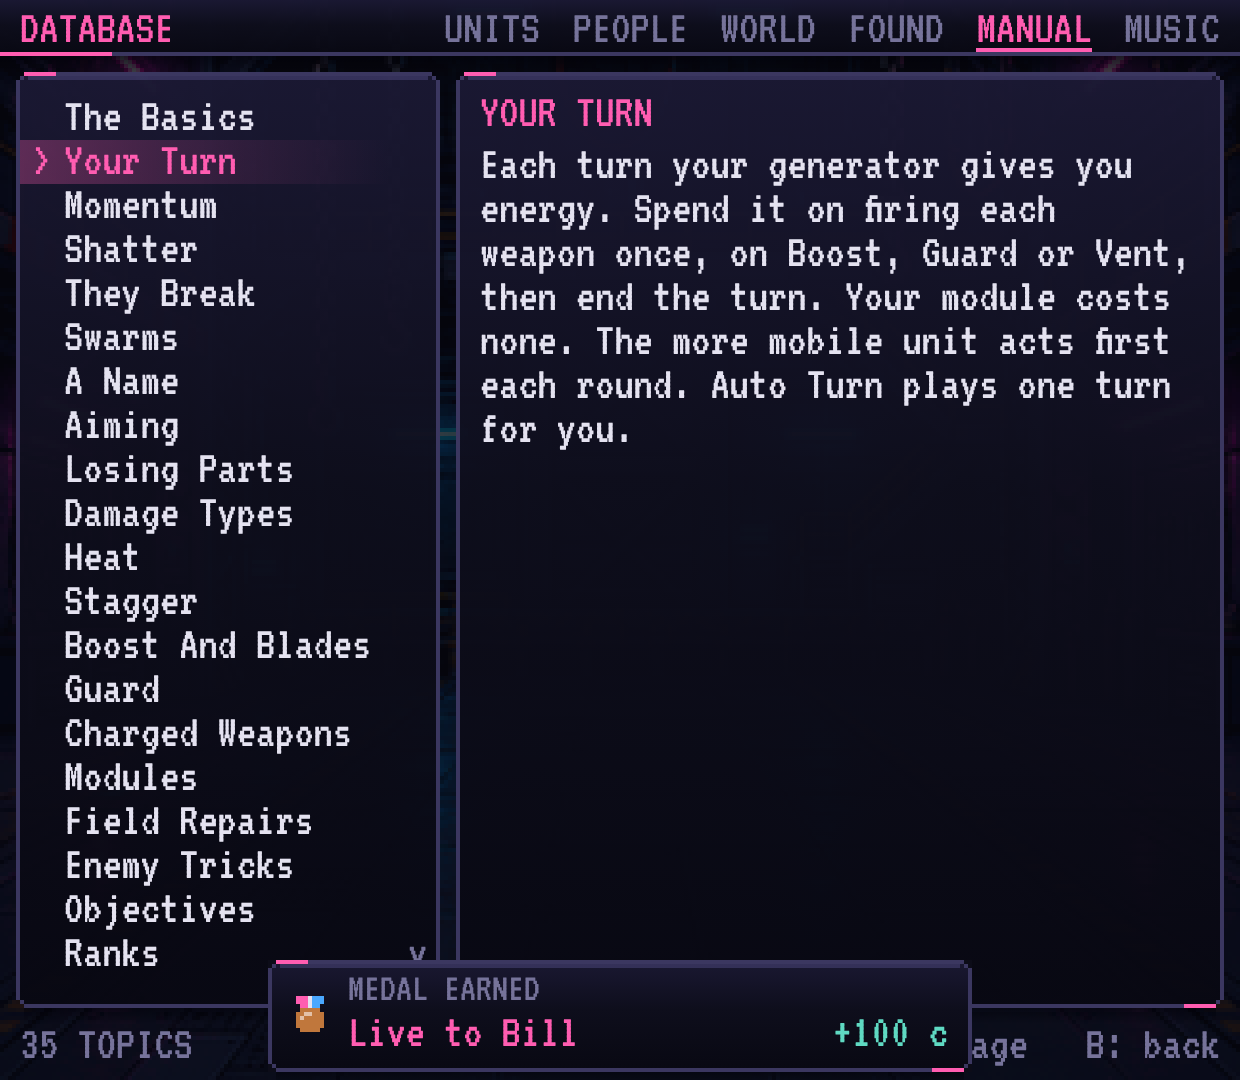 DATABASE
UNITS PEOPLE WORLD FOUND MANUAL MUSIC
The Basics
> Your Turn
Momentum
Shatter
They Break
Swarms
A Name
Aiming
Losing Parts
Damage Types
Heat
Stagger
Boost And Blades
Guard
Charged Weapons
Modules
Field Repairs
Enemy Tricks
Objectives
Ranks
YOUR TURN
Each turn your generator gives you
energy. Spend it on firing each
weapon once, on Boost, Guard or Vent,
then end the turn. Your module costs
none. The more mobile unit acts first
each round. Auto Turn plays one turn
for you.
MEDAL EARNED
Live to Bill +100 c
35 TOPICS
B: back